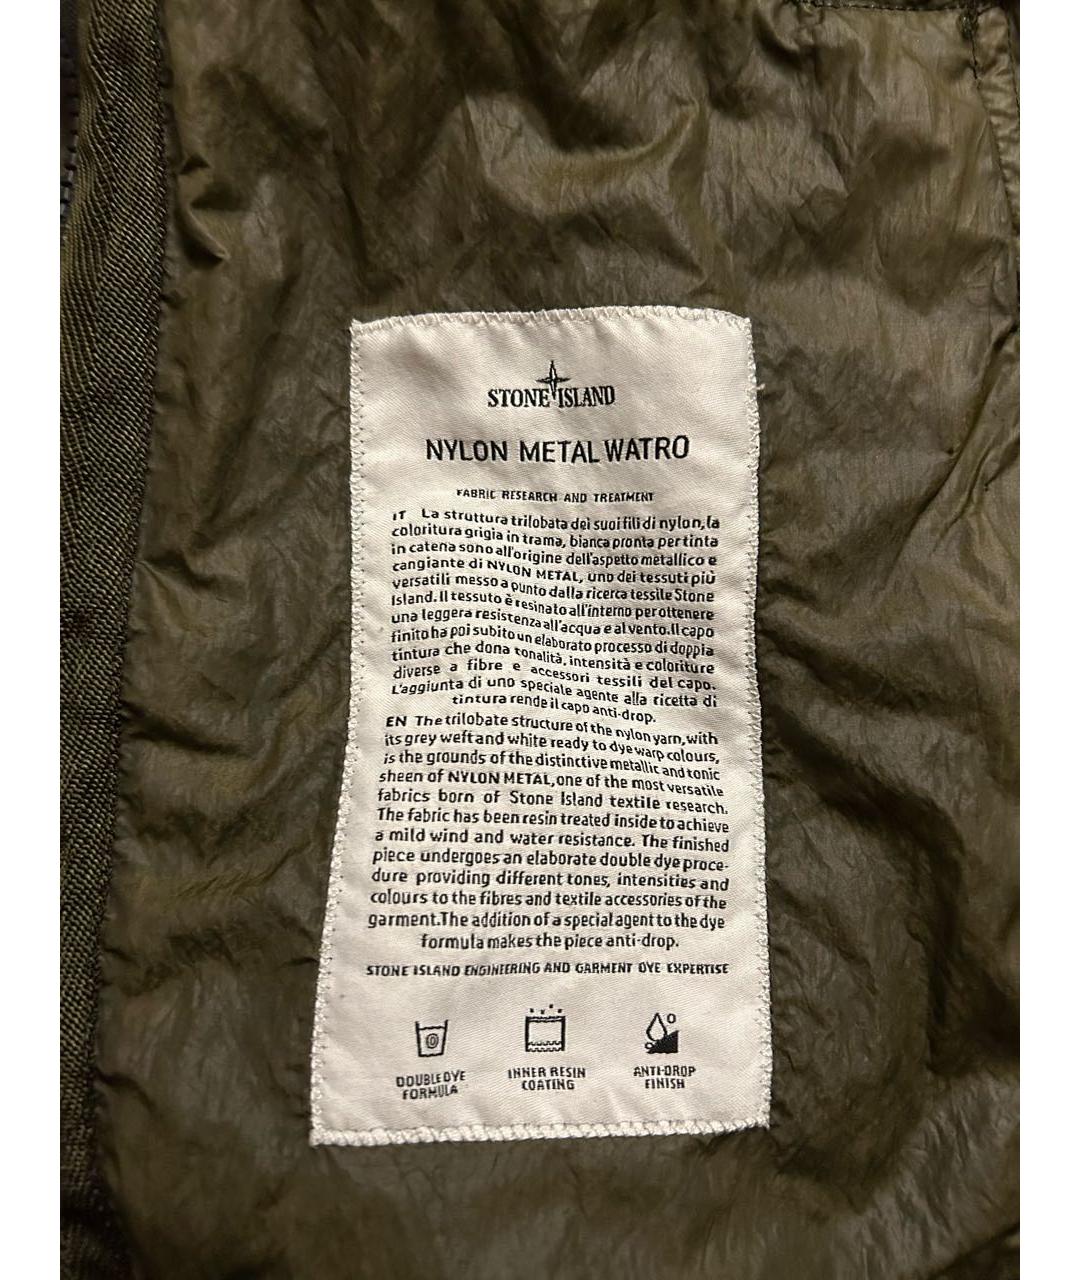 STONE ISLAND
NYLON METAL WATRO
FABRIC RESEARCH AND TREATMENT
IT La struttura trilobata dei suoi fili di nylon, la
coloritura grigia in trama, bianca pronta per tinta
in catena sono all'origine dell'aspetto metallico e
cangiante di NYLON METAL, uno dei tessuti più
versatili messo a punto dalla ricerca tessile Stone
Island. Il tessuto è resinato all'interno per ottenere
una leggera resistenza all'acqua e al vento. Il capo
finito ha poi subito un elaborato processo di doppia
tintura che dona tonalità, intensità e coloriture
diverse a fibre e accessori tessili del capo.
L'aggiunta di uno speciale agente alla ricetta di
tintura rende il capo anti-drop.
EN The trilobate structure of the nylon yarn, with
its grey weft and white ready to dye warp colours,
is the grounds of the distinctive metallic and tonic
sheen of NYLON METAL, one of the most versatile
fabrics born of Stone Island textile research.
The fabric has been resin treated inside to achieve
a mild wind and water resistance. The finished
piece undergoes an elaborate double dye proce-
dure providing different tones, intensities and
colours to the fibres and textile accessories of the
garment. The addition of a special agent to the dye
formula makes the piece anti-drop.
STONE ISLAND ENGINEERING AND GARMENT DYE EXPERTISE
DOUBLE DYE
FORMULA
INNER RESIN
COATING
ANTI-DROP
FINISH